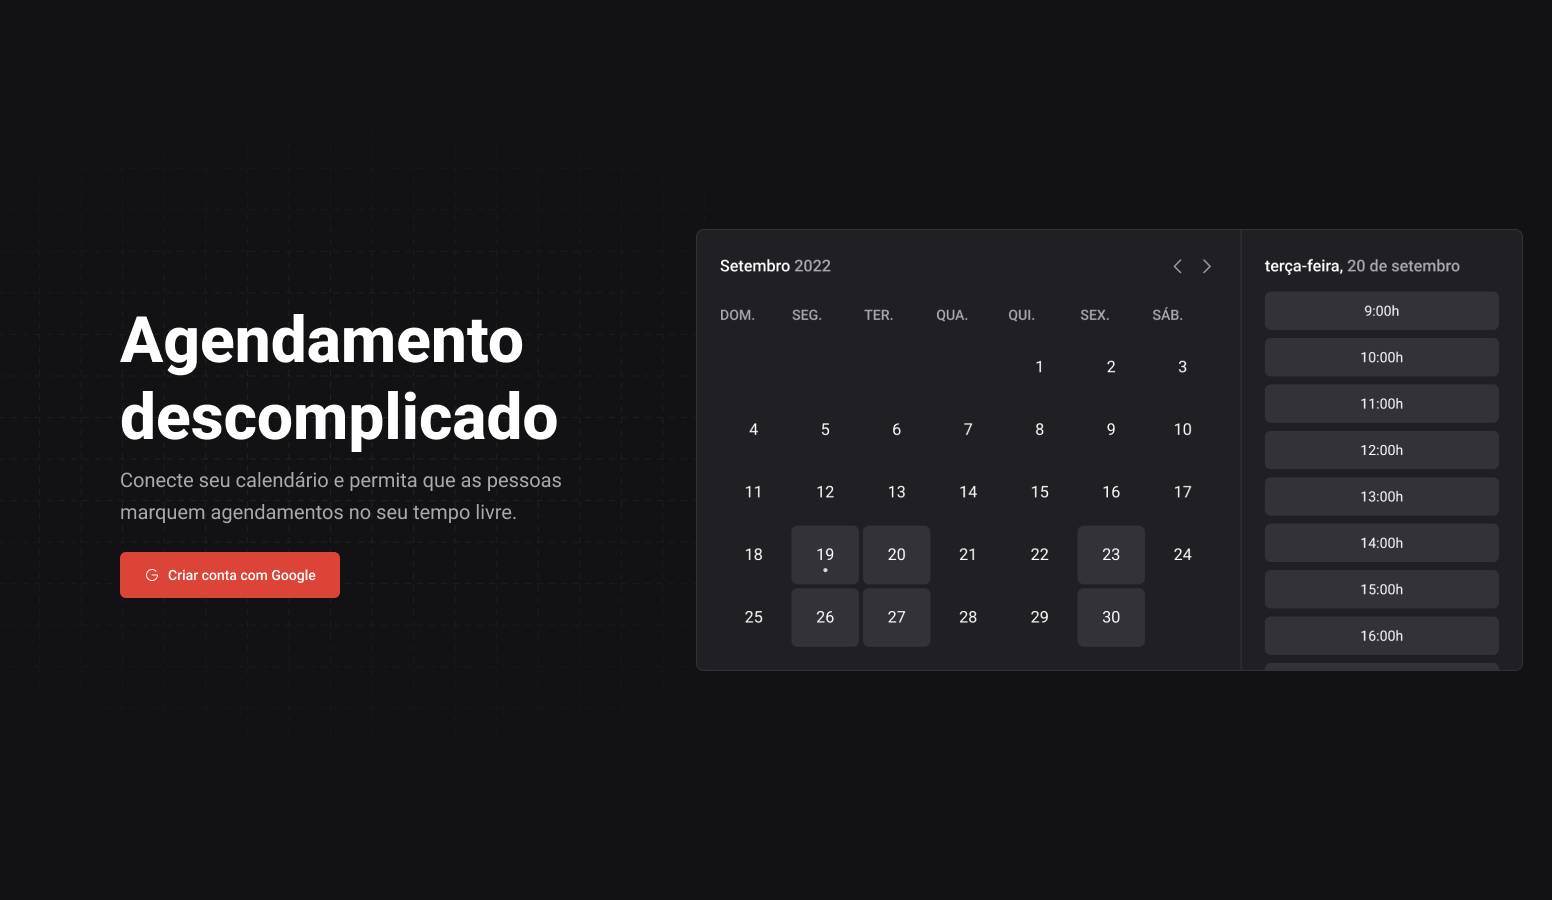 Agendamento
descomplicado
Conecte seu calendário e permita que as pessoas
marquem agendamentos no seu tempo livre.
Criar conta com Google
Setembro 2022
DOM. SEG. TER. QUA. QUI. SEX. SÁB.
1 2 3
4 5 6 7 8 9 10
11 12 13 14 15 16 17
18 19 20 21 22 23 24
25 26 27 28 29 30
terça-feira, 20 de setembro
9:00h
10:00h
11:00h
12:00h
13:00h
14:00h
15:00h
16:00h